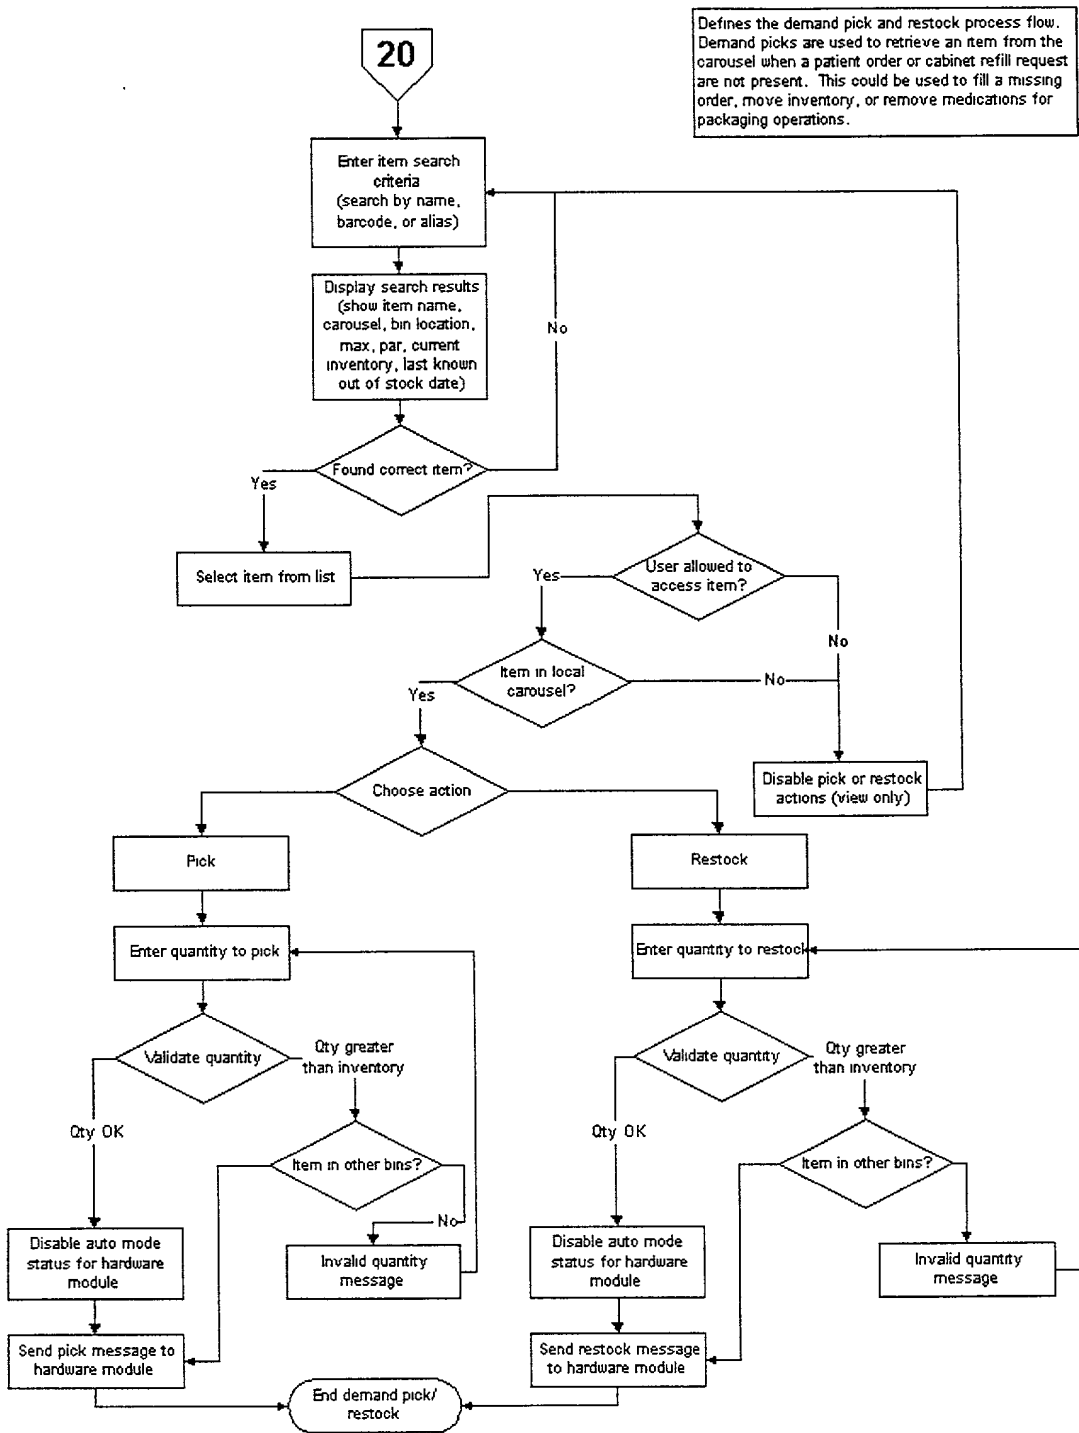 20
Defines the demand pick and restock process flow.
Demand picks are used to retrieve an item from the
carousel when a patient order or cabinet refill request
are not present. This could be used to fill a missing
order, move inventory, or remove medications for
packaging operations.
Enter item search
criteria
(search by name,
barcode, or alias)
Display search results
(show item name,
carousel, bin location,
max, par, current
inventory, last known
out of stock date)
No
Found correct item?
Yes
Select item from list
User allowed to
access item?
Yes
No
Item in local
carousel?
No
Yes
Disable pick or restock
actions (view only)
Choose action
Pick
Restock
Enter quantity to pick
Enter quantity to restock
Validate quantity
Qty greater
than inventory
Validate quantity
Qty greater
than inventory
Qty OK
Qty OK
Item in other bins?
Item in other bins?
No
Disable auto mode
status for hardware
module
Invalid quantity
message
Disable auto mode
status for hardware
module
Invalid quantity
message
Send pick message to
hardware module
Send restock message
to hardware module
End demand pick/
restock